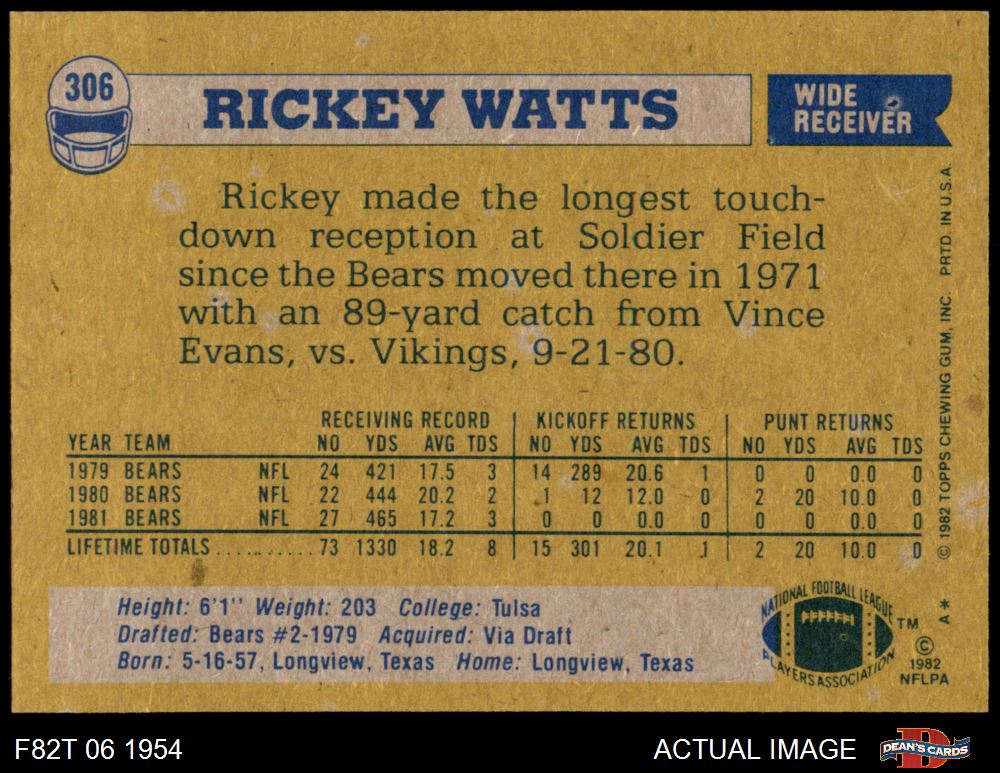 306
RICKEY WATTS
WIDE
RECEIVER
Rickey made the longest touch-
down reception at Soldier Field
since the Bears moved there in 1971
with an 89-yard catch from Vince
Evans, vs. Vikings, 9-21-80.
RECEIVING RECORD KICKOFF RETURNS PUNT RETURNS
YEAR TEAM NO YDS AVG TDS NO YDS AVG TDS NO YDS AVG TDS
1979 BEARS NFL 24 421 17.5 3 14 289 20.6 1 0 0 0.0 0
1980 BEARS NFL 22 444 20.2 2 1 12 12.0 0 2 20 10.0 0
1981 BEARS NFL 27 465 17.2 3 0 0 0.0 0 0 0 0.0 0
LIFETIME TOTALS.......... 73 1330 18.2 8 15 301 20.1 1 2 20 10.0 0
Height: 6'1" Weight: 203 College: Tulsa
Drafted: Bears #2-1979 Acquired: Via Draft
Born: 5-16-57, Longview, Texas Home: Longview, Texas
NATIONAL FOOTBALL LEAGUE
PLAYERS ASSOCIATION
TM
©
1982
NFLPA
A**
© 1982 TOPPS CHEWING GUM, INC. PRTD. IN U.S.A.
F82T 06 1954
ACTUAL IMAGE
DEAN'S CARDS